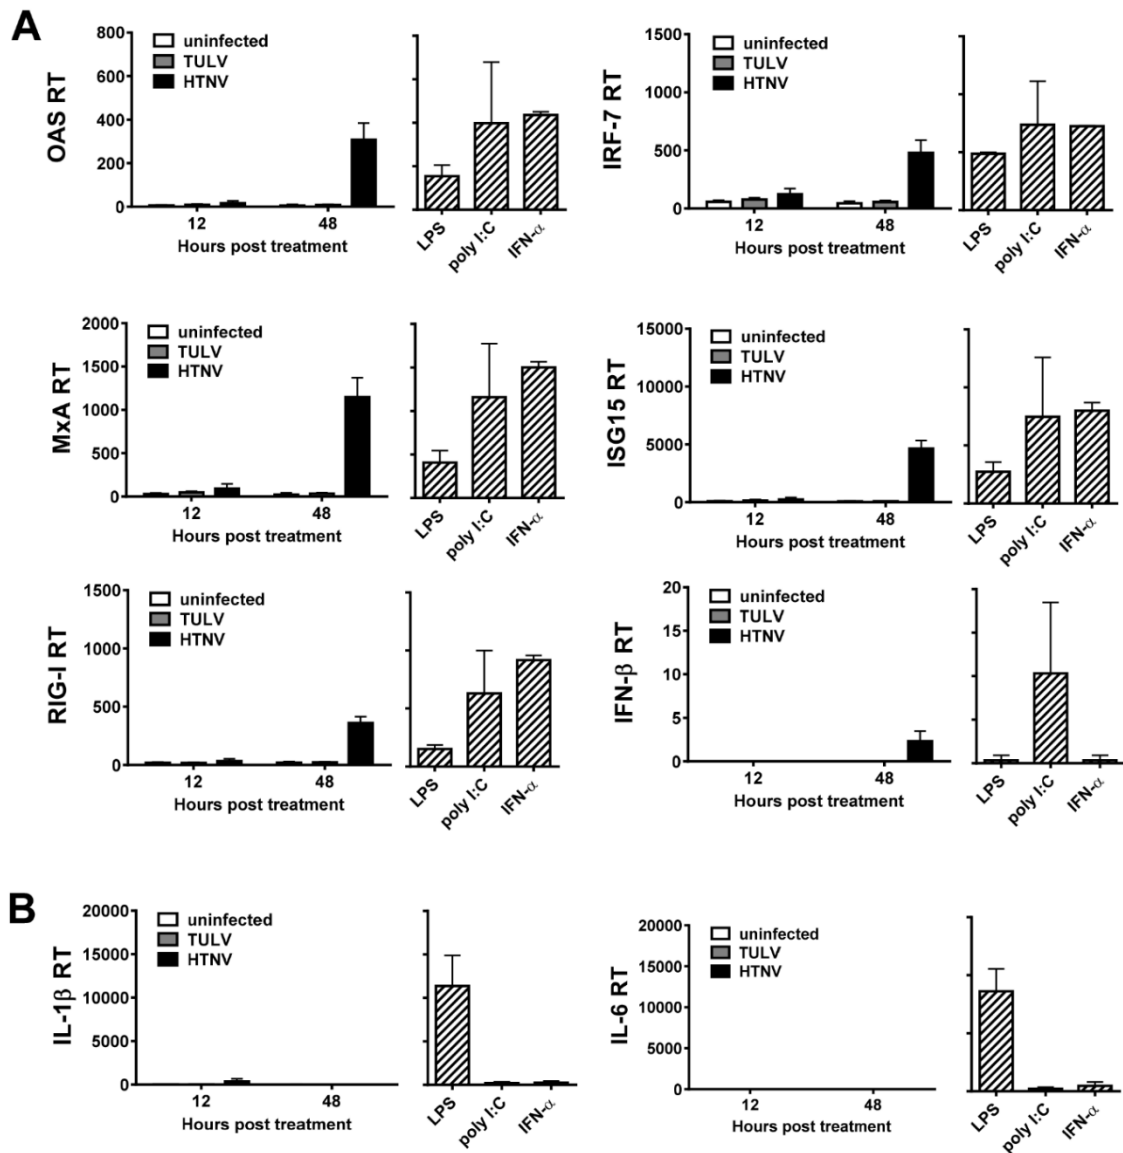 A
OAS RT
800
600
400
200
0
uninfected
TULV
HTNV
12
48
Hours post treatment
LPS
poly I:C
IFN-α
IRF-7 RT
1500
1000
500
0
uninfected
TULV
HTNV
12
48
Hours post treatment
LPS
poly I:C
IFN-α
MxA RT
2000
1500
1000
500
0
uninfected
TULV
HTNV
12
48
Hours post treatment
LPS
poly I:C
IFN-α
ISG15 RT
15000
10000
5000
0
uninfected
TULV
HTNV
12
48
Hours post treatment
LPS
poly I:C
IFN-α
RIG-I RT
1500
1000
500
0
uninfected
TULV
HTNV
12
48
Hours post treatment
LPS
poly I:C
IFN-α
IFN-β RT
20
15
10
5
0
uninfected
TULV
HTNV
12
48
Hours post treatment
LPS
poly I:C
IFN-α
B
IL-1β RT
20000
15000
10000
5000
0
uninfected
TULV
HTNV
12
48
Hours post treatment
LPS
poly I:C
IFN-α
IL-6 RT
20000
15000
10000
5000
0
uninfected
TULV
HTNV
12
48
Hours post treatment
LPS
poly I:C
IFN-α